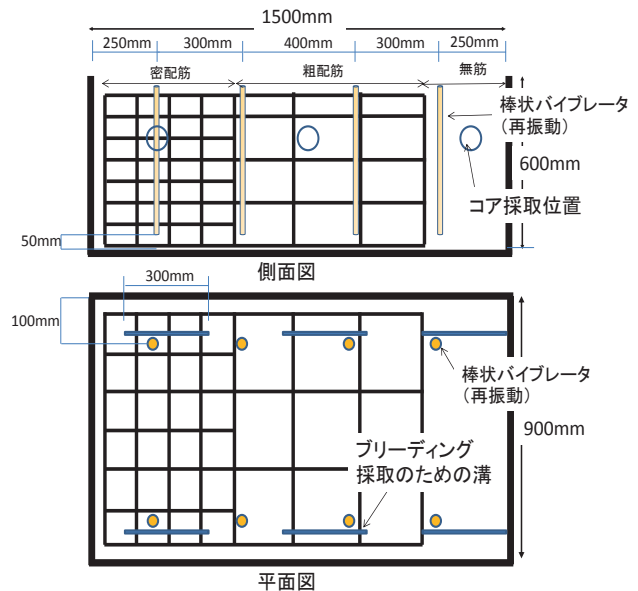 1500mm
250mm
300mm
400mm
300mm
250mm
密配筋
粗配筋
無筋
棒状バイブレータ
(再振動)
600mm
コア採取位置
50mm
側面図
300mm
100mm
棒状バイブレータ
(再振動)
900mm
ブリーディング
採取のための溝
平面図